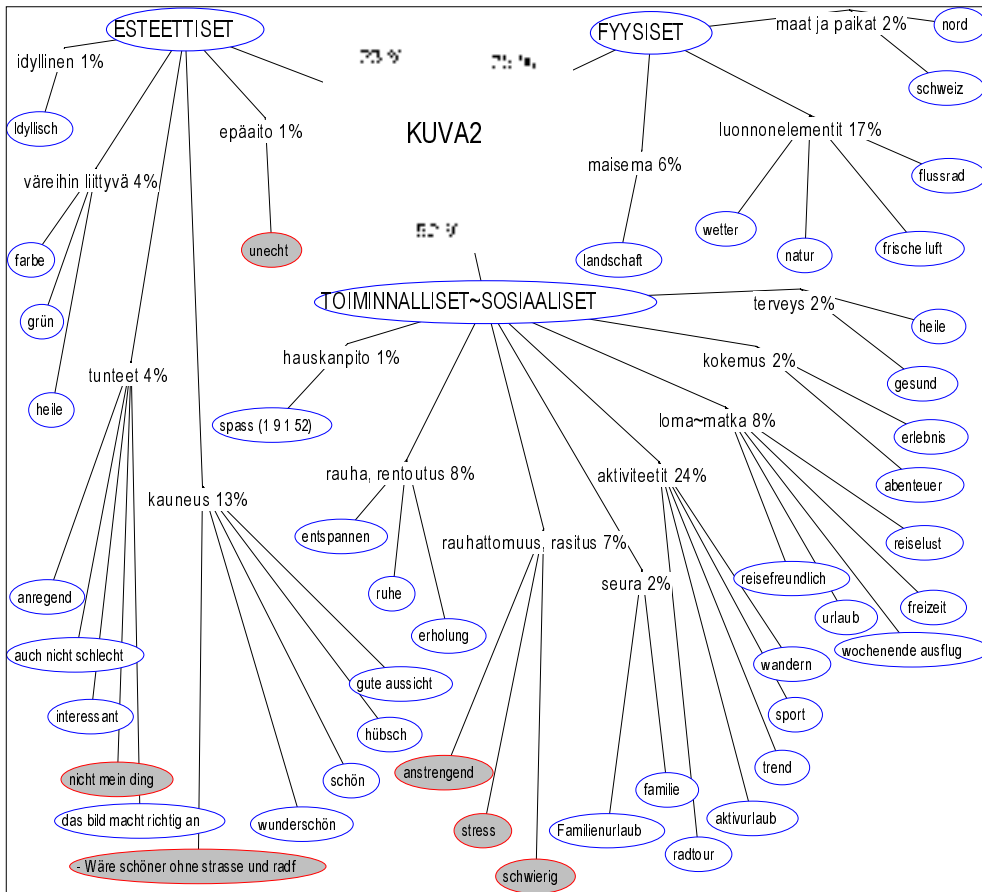 ESTEETTISET
FYYSISET
maat ja paikat 2%
nord
idyllinen 1%
schweiz
Idyllisch
epäaito 1%
KUVA2
luonnonelementit 17%
maisema 6%
flussrad
väreihin liittyvä 4%
wetter
frische luft
unecht
natur
farbe
landschaft
TOIMINNALLISET~SOSIAALISET
terveys 2%
grün
heile
hauskanpito 1%
kokemus 2%
tunteet 4%
gesund
heile
spass (1 9 1 52)
loma~matka 8%
erlebnis
rauha, rentoutus 8%
aktiviteetit 24%
abenteuer
kauneus 13%
entspannen
rauhattomuus, rasitus 7%
reiselust
seura 2%
reisefreundlich
anregend
ruhe
urlaub
freizeit
erholung
auch nicht schlecht
wochenende ausflug
wandern
gute aussicht
interessant
hübsch
sport
nicht mein ding
schön
anstrengend
trend
familie
das bild macht richtig an
wunderschön
stress
Familienurlaub
aktivurlaub
radtour
- Wäre schöner ohne strasse und radf
schwierig